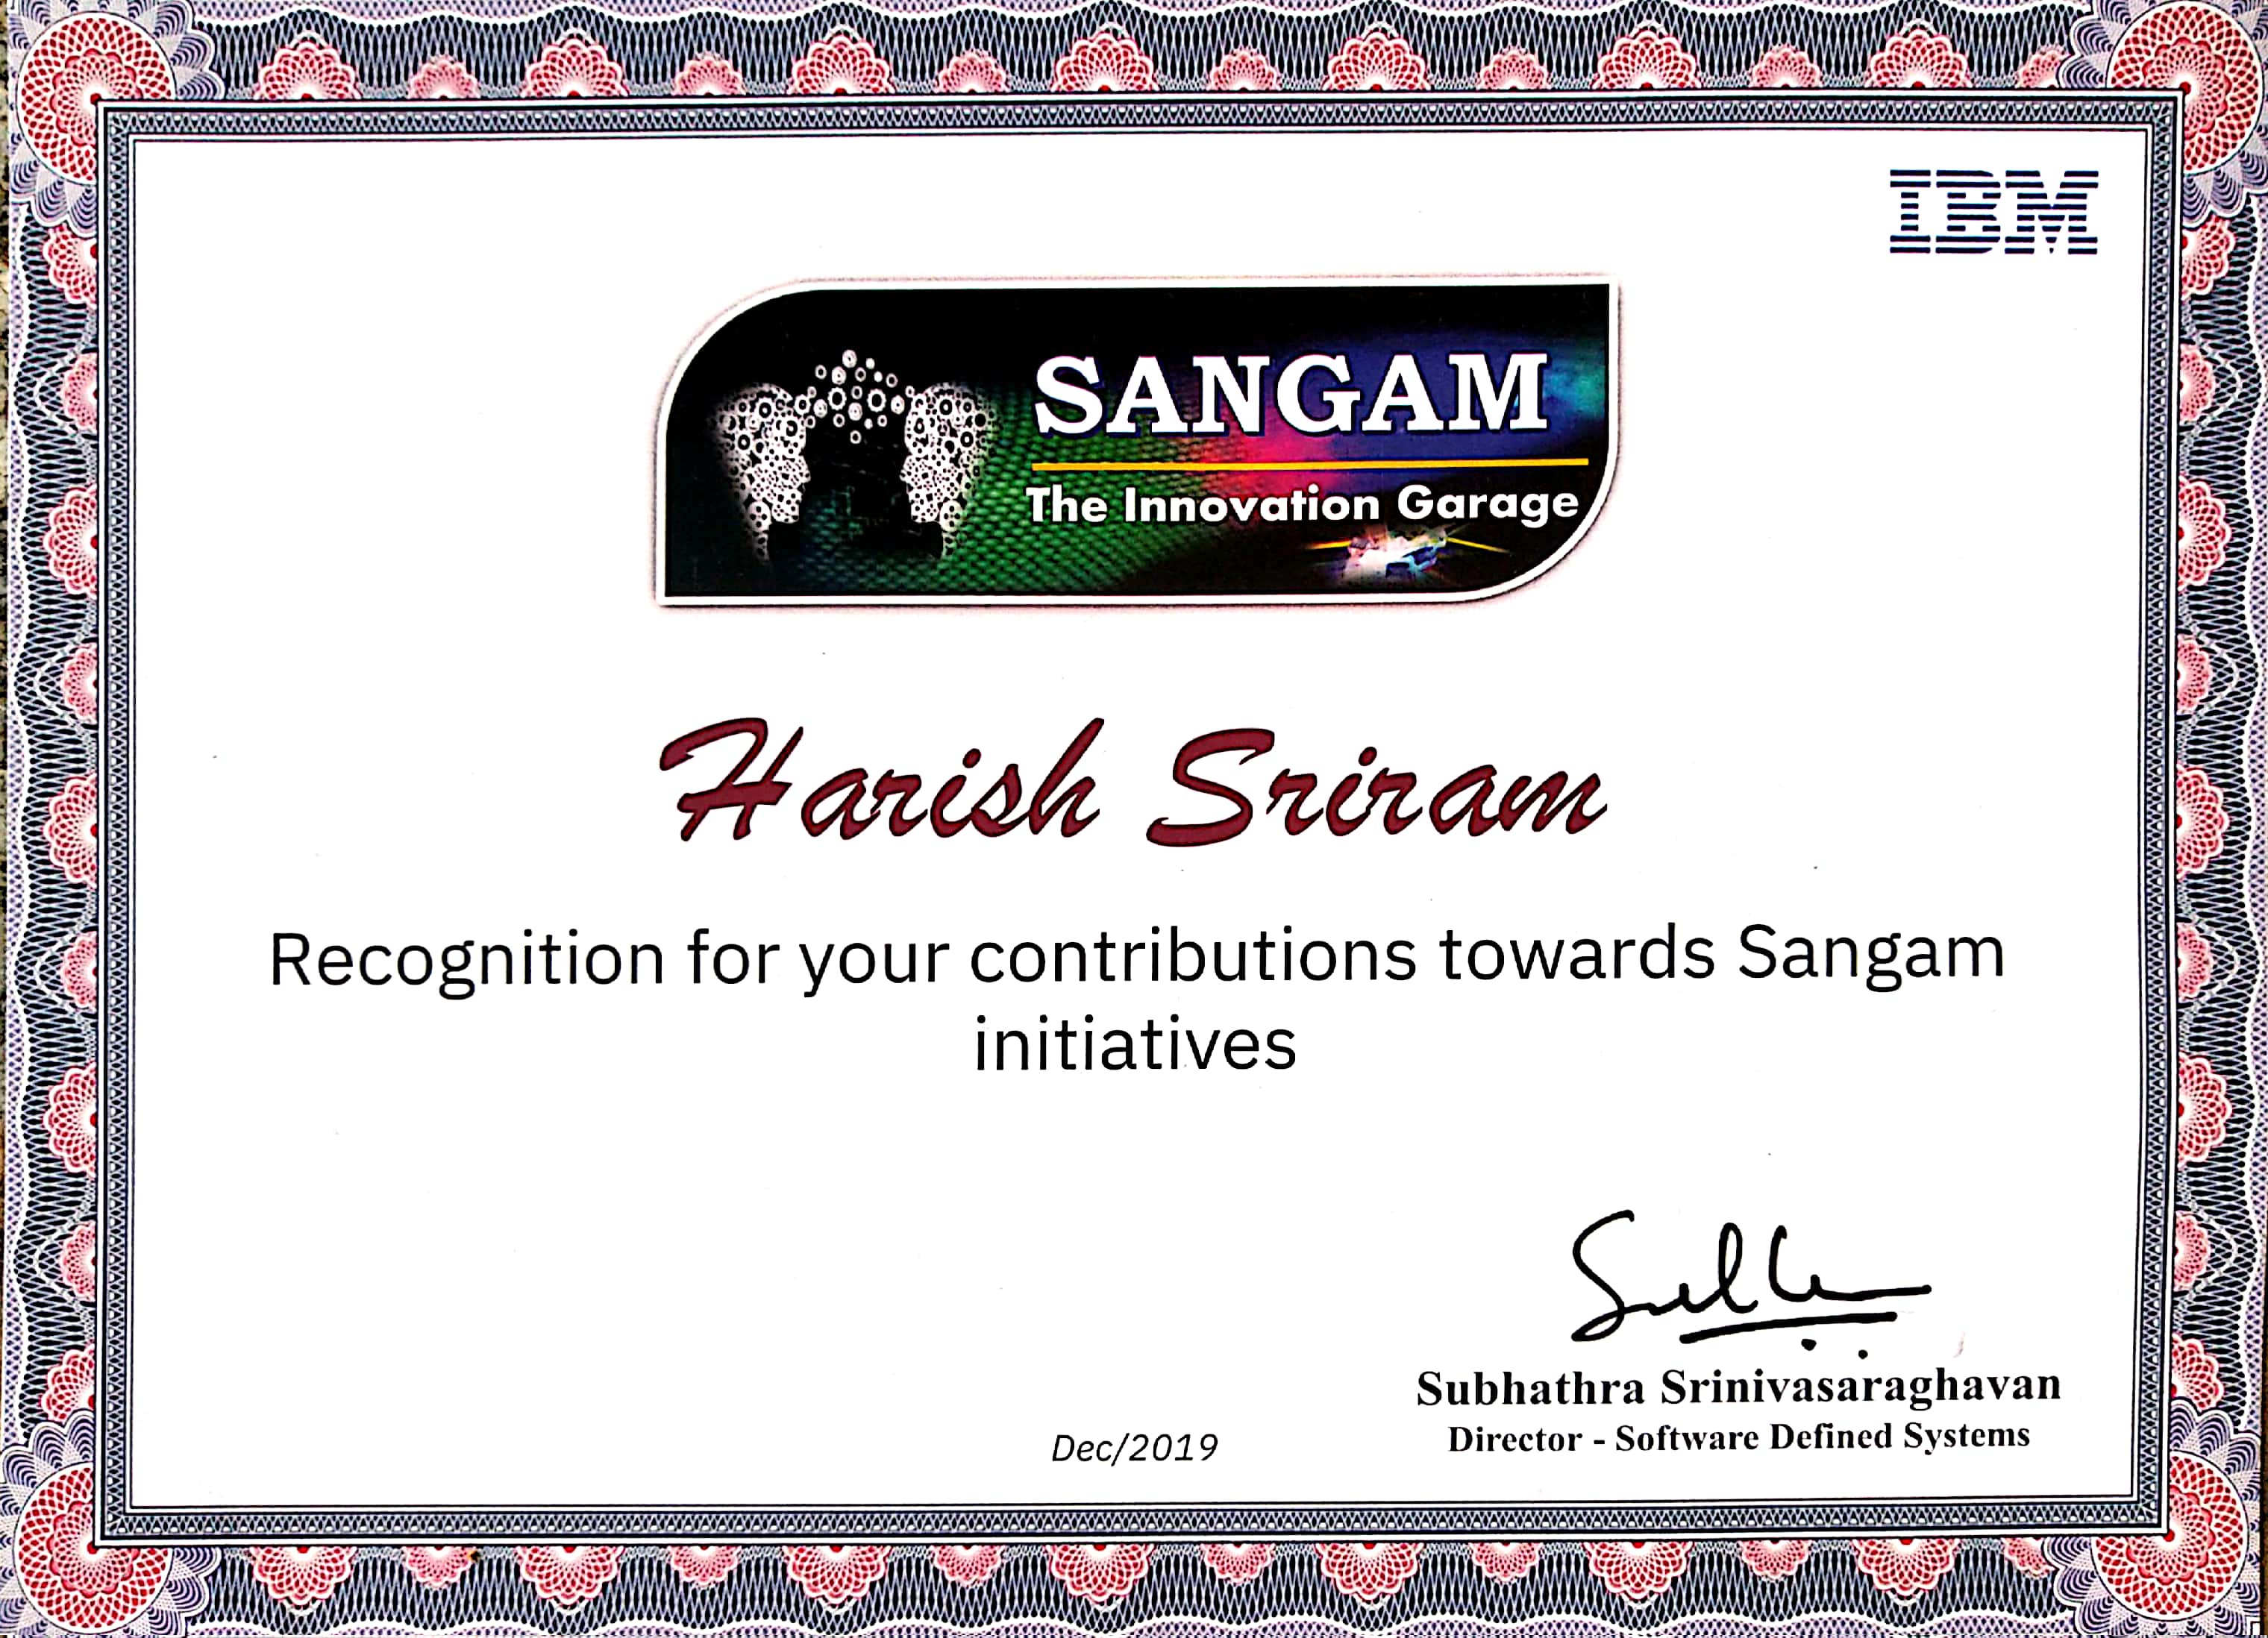 IBM
SANGAM
The Innovation Garage
Harish Sriram
Recognition for your contributions towards Sangam
initiatives
Subhathra Srinivasaraghavan
Director - Software Defined Systems
Dec/2019